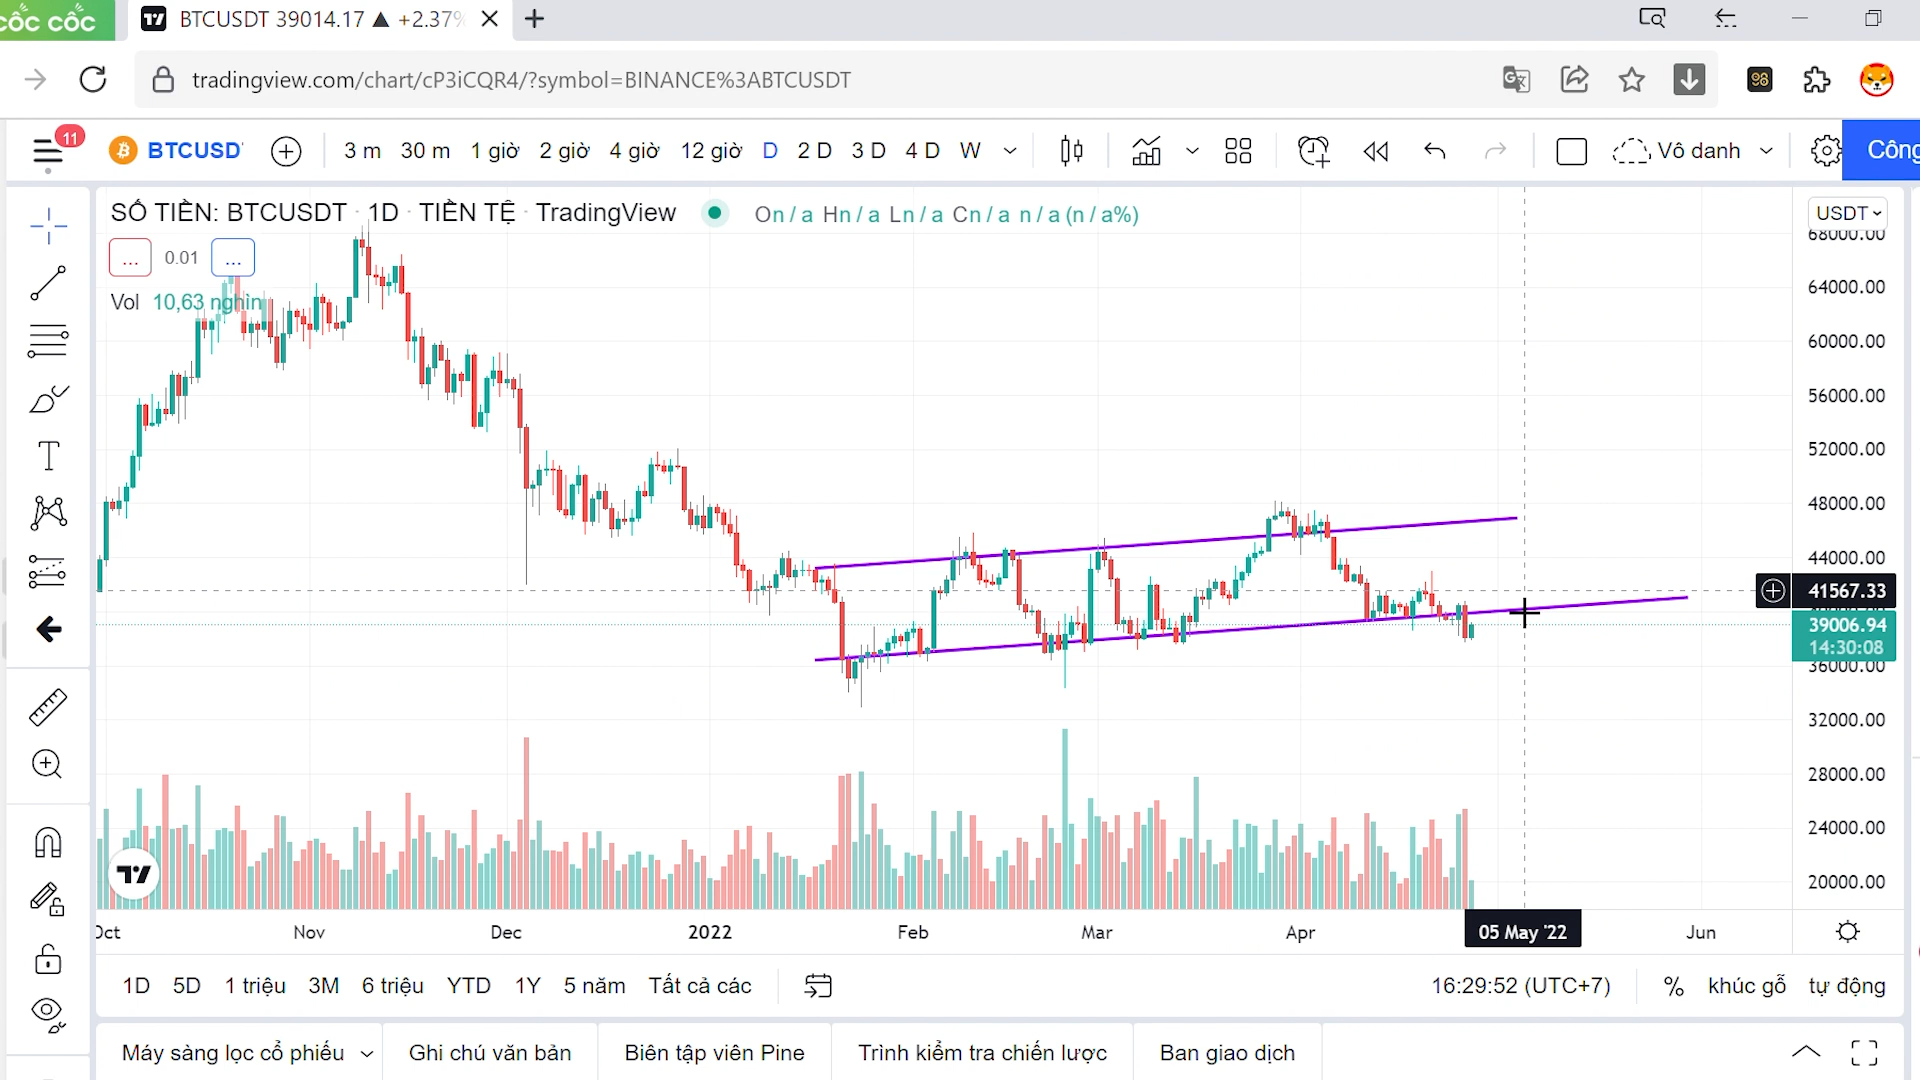 cốc cốc
BTCUSDT 39014.17 ▲ +2.37%
tradingview.com/chart/cP3iCQR4/?symbol=BINANCE%3ABTCUSDT
98
11
BTCUSD
3 m 30 m 1 giờ 2 giờ 4 giờ 12 giờ D 2 D 3 D 4 D W
Vô danh
Công
SỐ TIỀN: BTCUSDT · 1D · TIỀN TỆ · TradingView
On/a Hn/a Ln/a Cn/a n/a (n/a%)
USDT
... 0.01 ...
Vol 10,63 nghìn
68000.00
64000.00
60000.00
56000.00
52000.00
48000.00
44000.00
41567.33
39006.94
14:30:08
36000.00
32000.00
28000.00
24000.00
20000.00
Oct Nov Dec 2022 Feb Mar Apr 05 May '22 Jun
1D 5D 1 triệu 3M 6 triệu YTD 1Y 5 năm Tất cả các
16:29:52 (UTC+7) % khúc gỗ tự động
Máy sàng lọc cổ phiếu Ghi chú văn bản Biên tập viên Pine Trình kiểm tra chiến lược Ban giao dịch